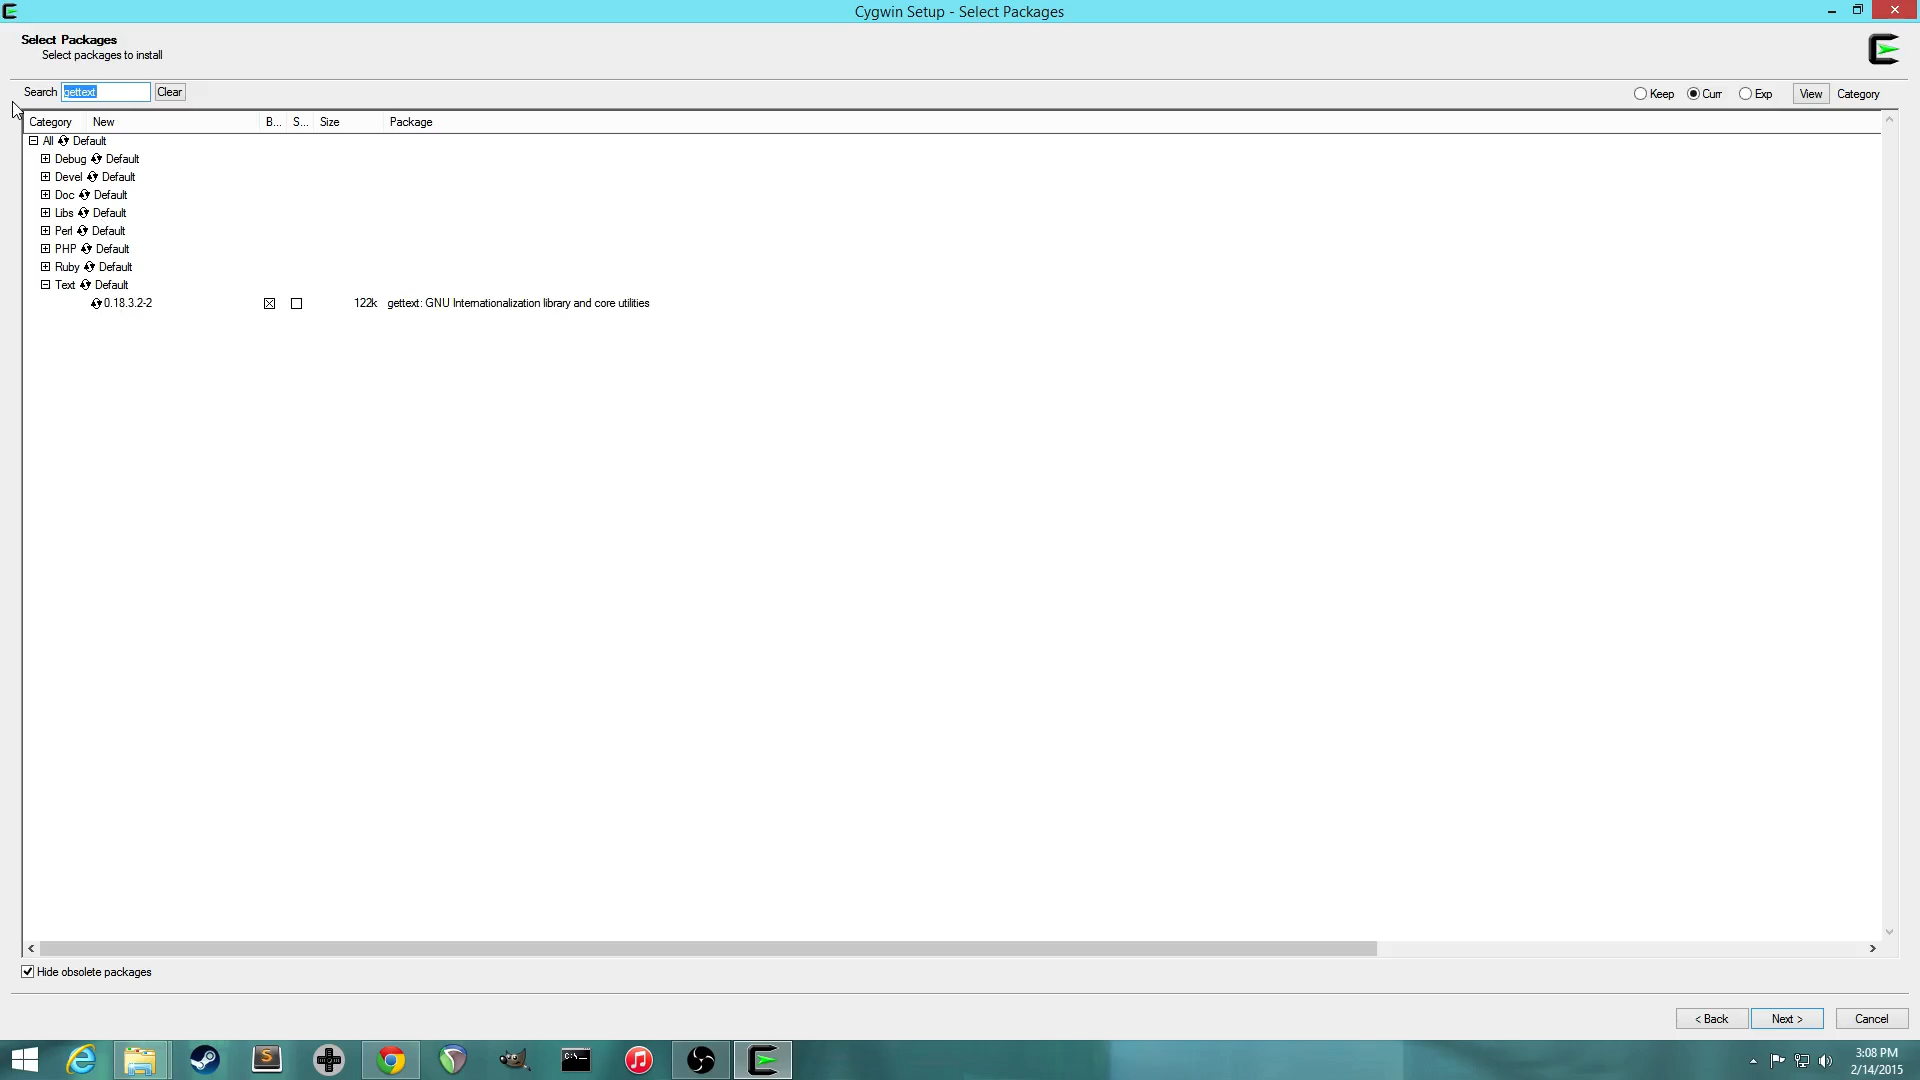 Cygwin Setup - Select Packages
Select Packages
Select packages to install
Search gettext Clear
Keep Curr Exp View Category
Category New B... S... Size Package
All Default
Debug Default
Devel Default
Doc Default
Libs Default
Perl Default
PHP Default
Ruby Default
Text Default
0.18.3.2-2 122k gettext: GNU Internationalization library and core utilities
Hide obsolete packages
< Back Next > Cancel
3:08 PM
2/14/2015